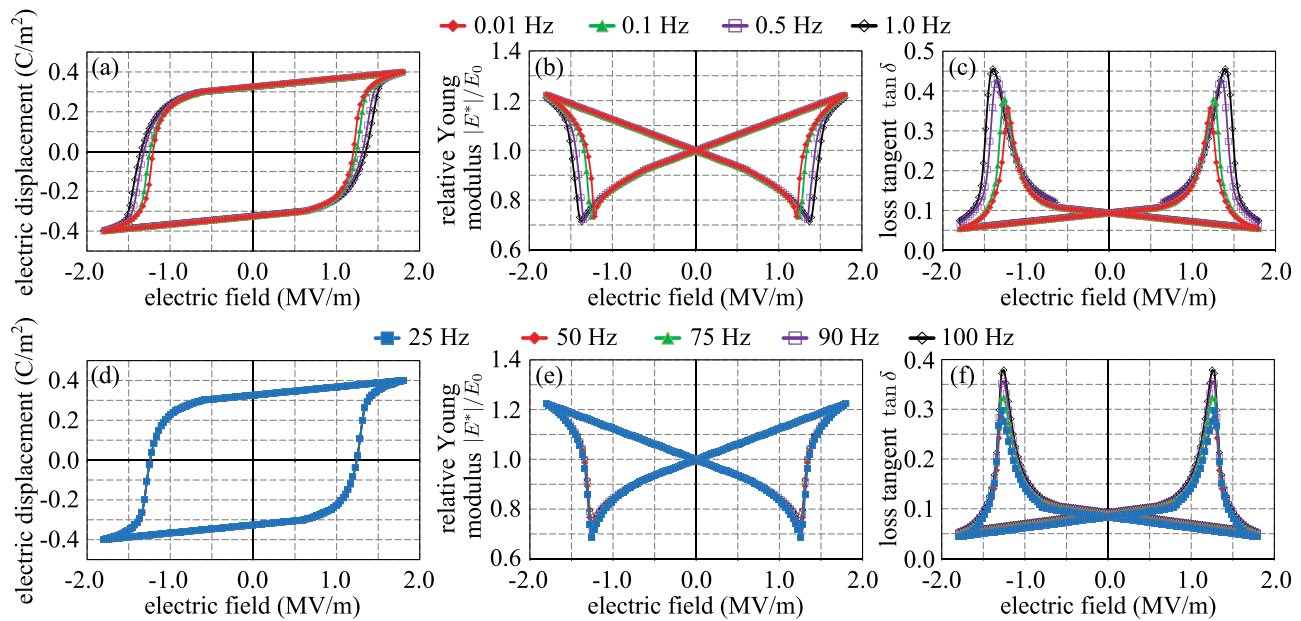 0.01 Hz 0.1 Hz 0.5 Hz 1.0 Hz
electric displacement (C/m²)
(a)
0.4
0.2
0.0
-0.2
-0.4
-2.0 -1.0 0.0 1.0 2.0
electric field (MV/m)
relative Young
modulus |E*|/E₀
(b)
1.4
1.2
1.0
0.8
0.6
-2.0 -1.0 0.0 1.0 2.0
electric field (MV/m)
loss tangent tan δ
(c)
0.5
0.4
0.3
0.2
0.1
0.0
-2.0 -1.0 0.0 1.0 2.0
electric field (MV/m)
25 Hz 50 Hz 75 Hz 90 Hz 100 Hz
electric displacement (C/m²)
(d)
0.4
0.2
0.0
-0.2
-0.4
-2.0 -1.0 0.0 1.0 2.0
electric field (MV/m)
relative Young
modulus |E*|/E₀
(e)
1.4
1.2
1.0
0.8
0.6
-2.0 -1.0 0.0 1.0 2.0
electric field (MV/m)
loss tangent tan δ
(f)
0.4
0.3
0.2
0.1
0.0
-2.0 -1.0 0.0 1.0 2.0
electric field (MV/m)